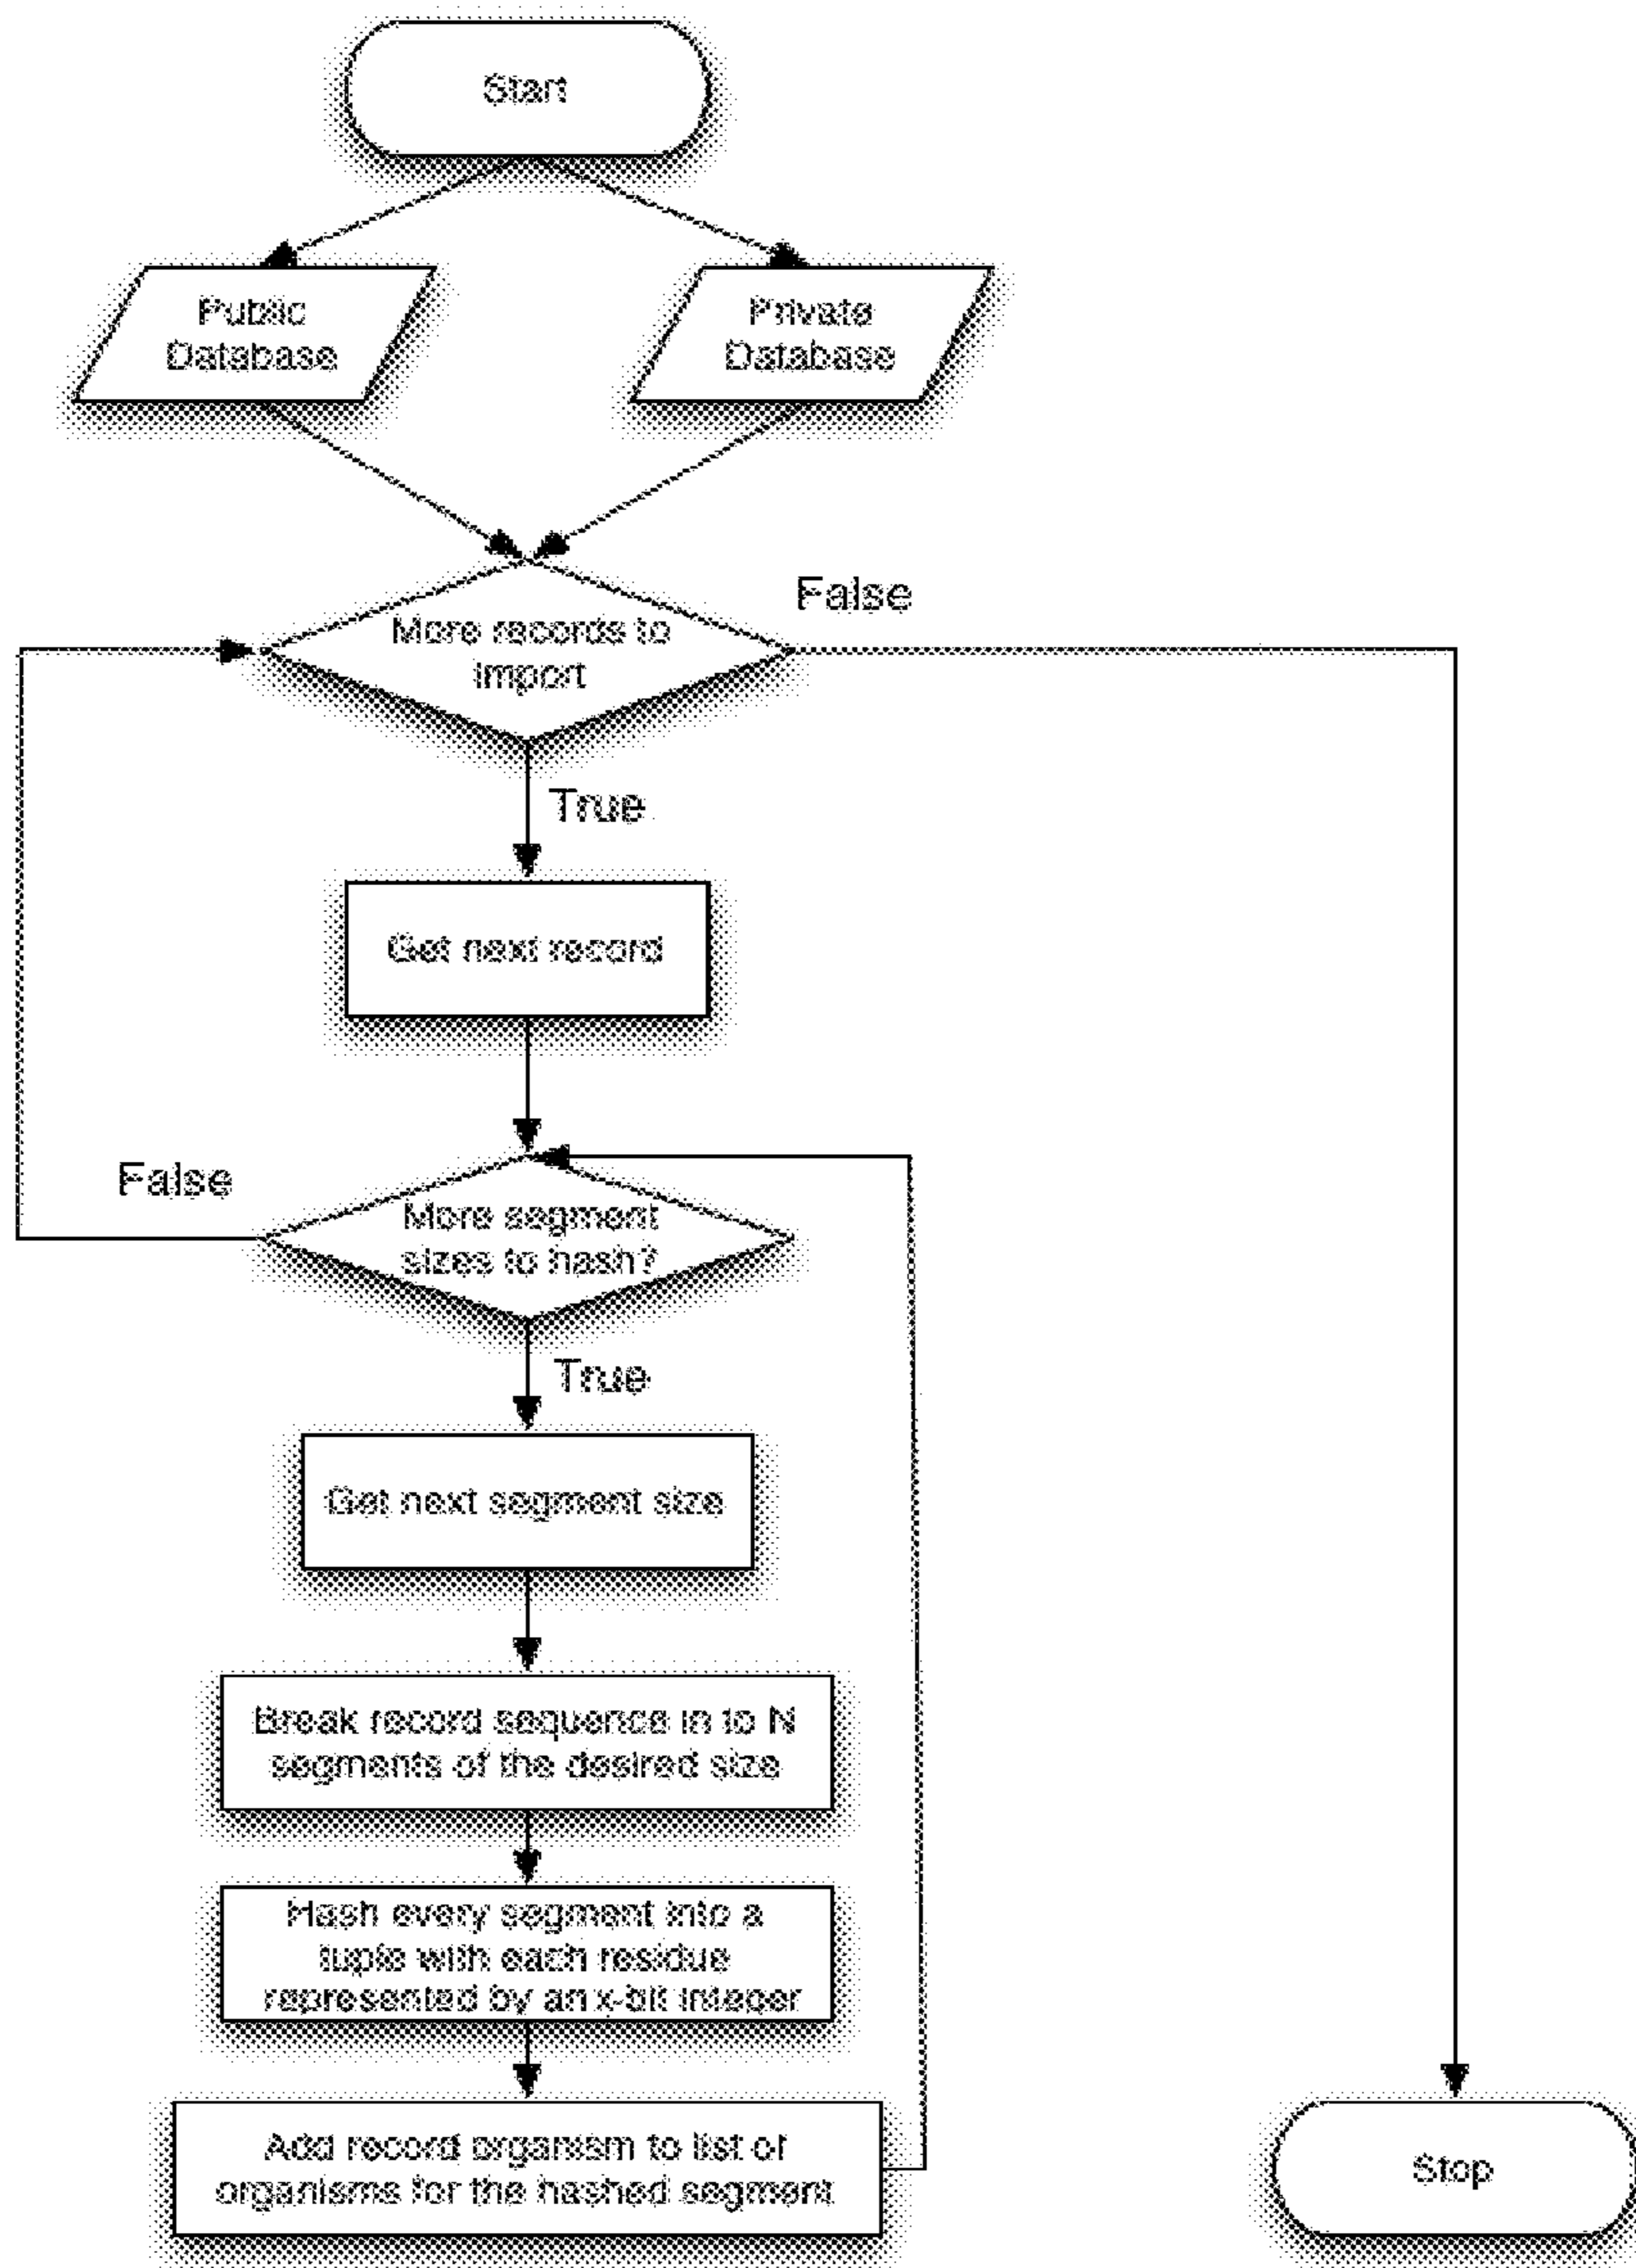 Start
Public
Database
Private
Database
More records to
import
False
True
Get next record
More segment
sizes to hash?
False
True
Get next segment size
Break record sequence in to N
segments of the desired size
Hash every segment into a
tuple with each residue
represented by an x-bit integer
Add record organism to list of
organisms for the hashed segment
Stop